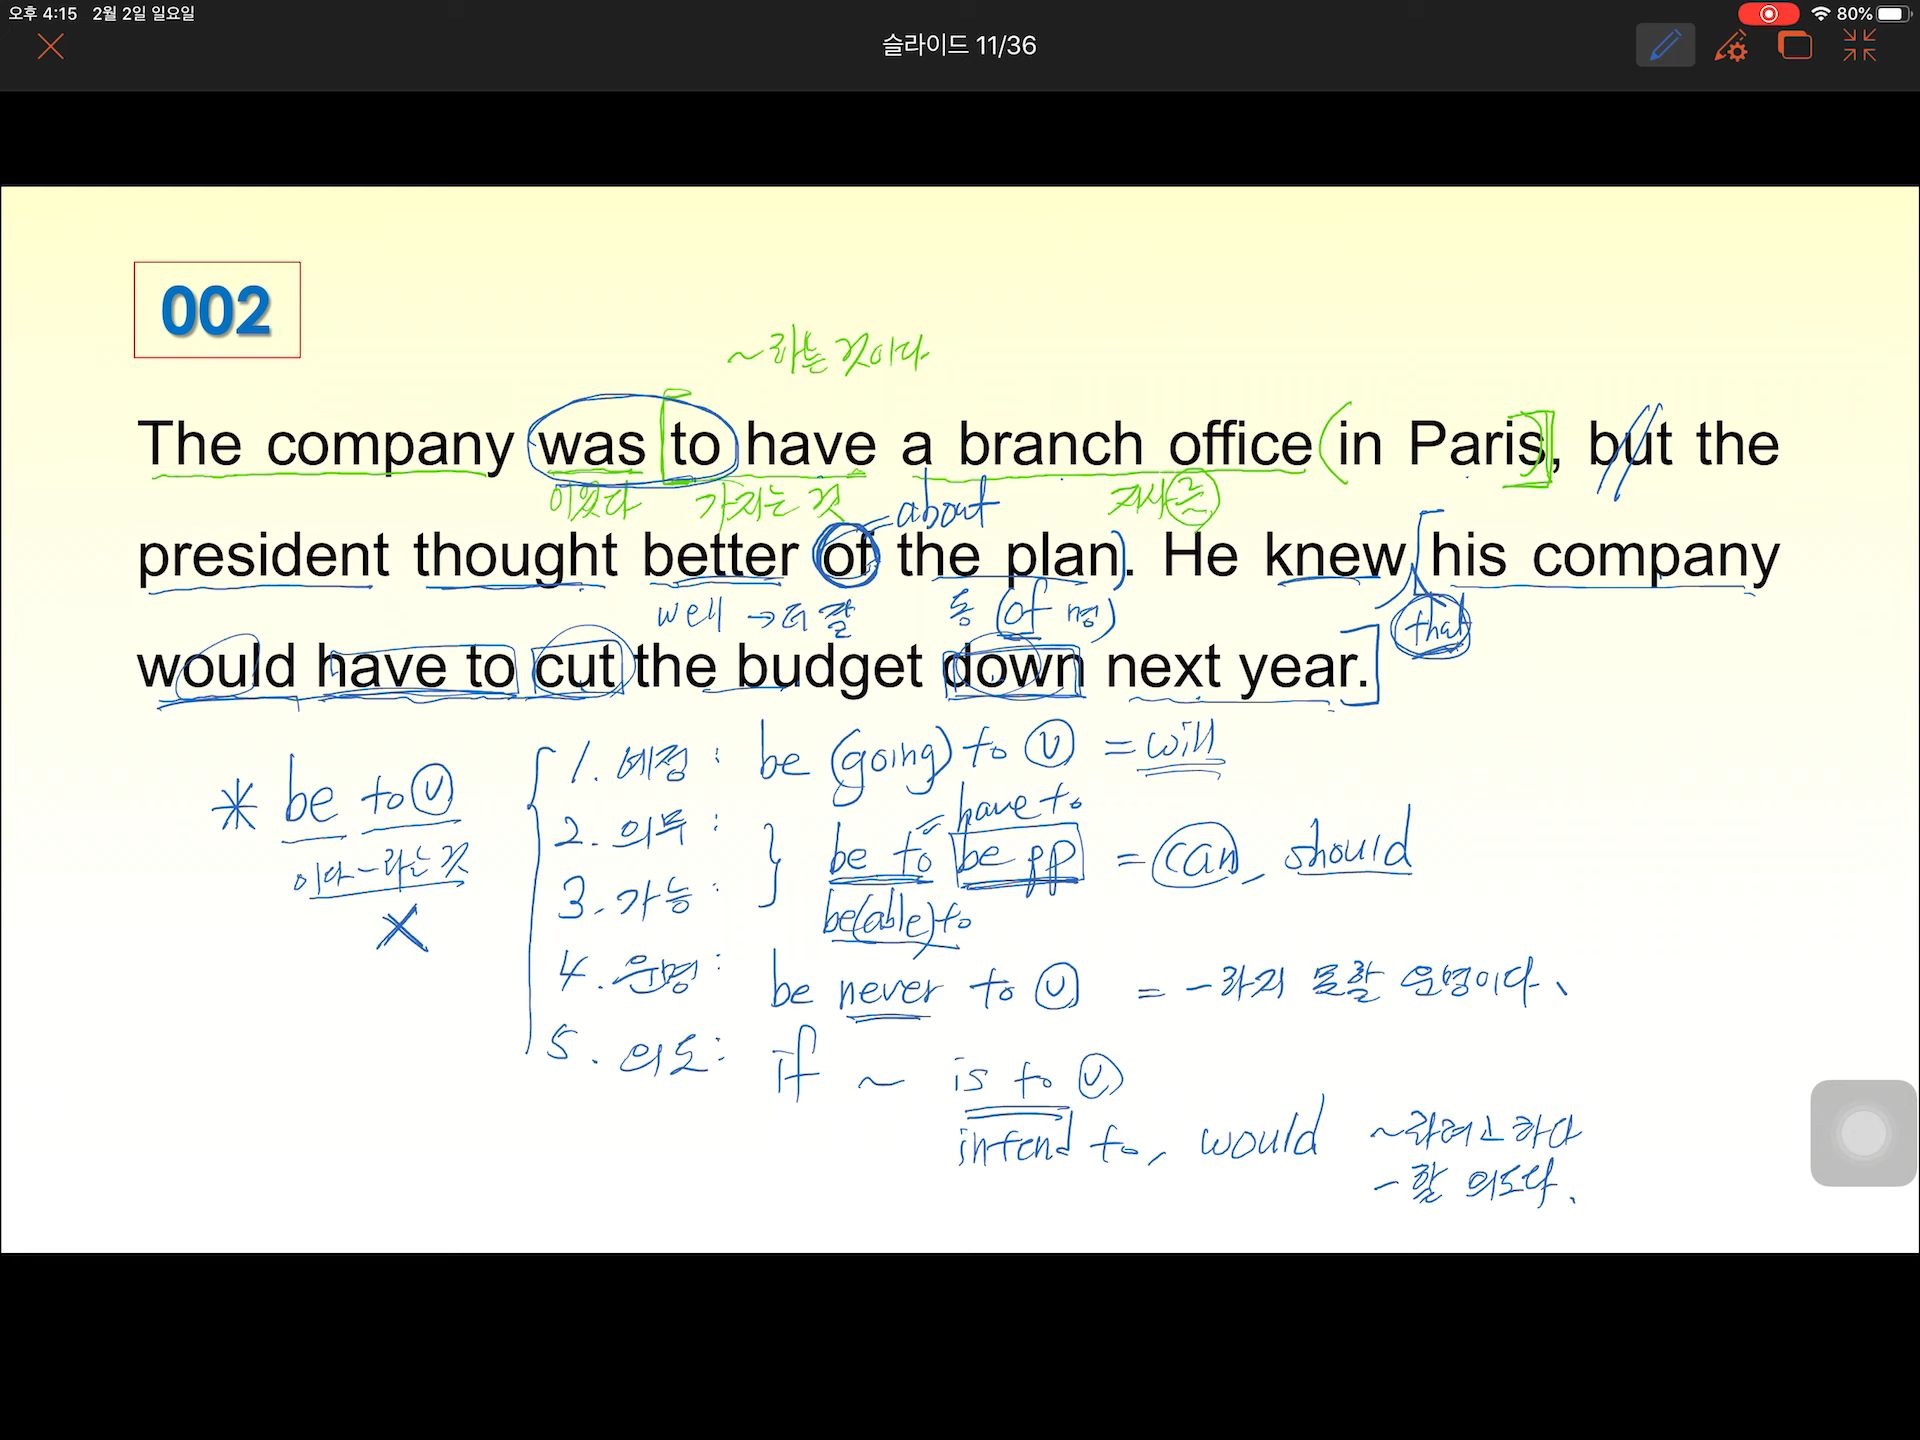 오후 4:15 2월 2일 일요일
80%
슬라이드 11/36
002
~라는 것이다
The company was to have a branch office (in Paris), but the
이었다 가지는 것 지사를
= about
president thought better of the plan). He knew his company
well → 더 잘 동 (of 명)
that
would have to cut the budget down next year.
* be to ⓥ
이다 - 라는 것
X
1. 예정 : be (going) to ⓥ = will
= have to
2. 의무 :
3. 가능 :
be to be pp = can, should
be(able) to
4. 운명 : be never to ⓥ = - 하지 못할 운명이다.
5. 의도 : if ~ is to ⓥ
intend to, would ~하려고 하다
- 할 의도다.